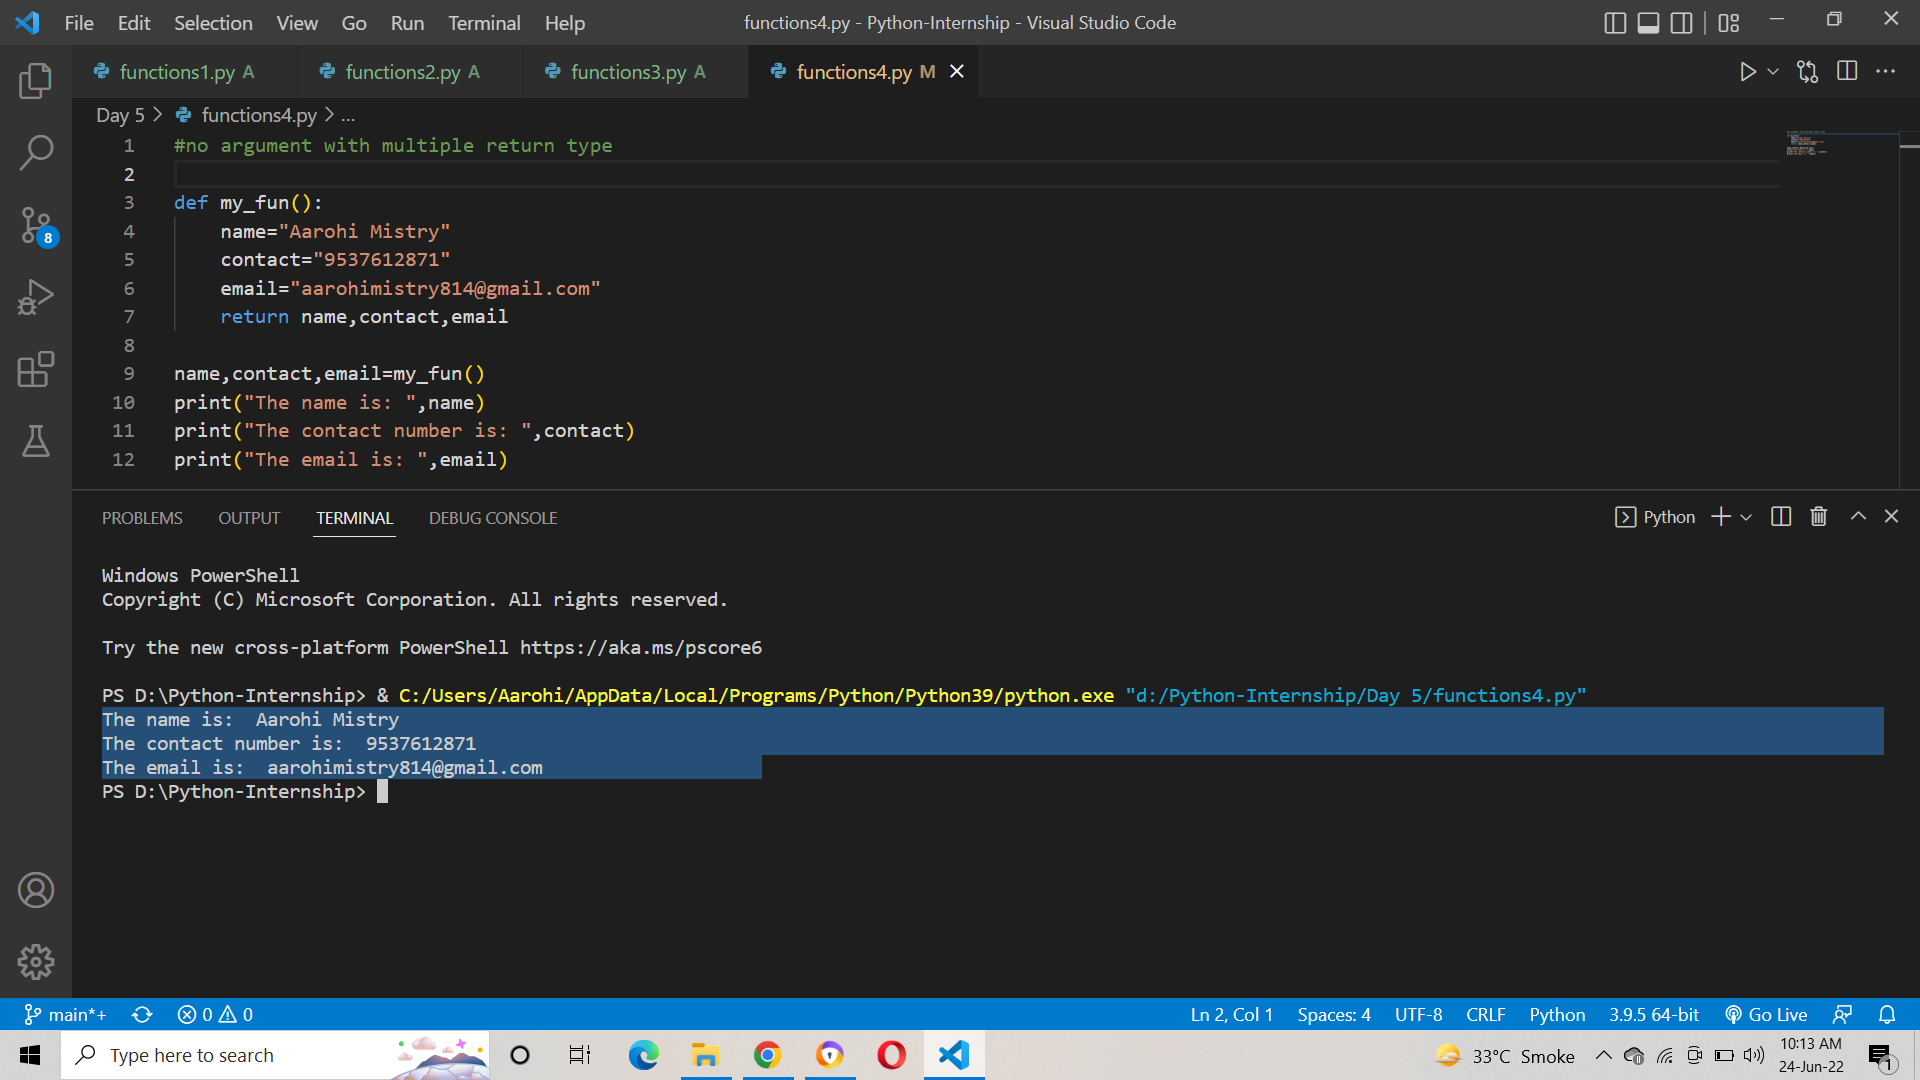 File Edit Selection View Go Run Terminal Help functions4.py - Python-Internship - Visual Studio Code
functions1.py A functions2.py A functions3.py A functions4.py M
Day 5 > functions4.py > ...
1 #no argument with multiple return type
2
3 def my_fun():
4 name="Aarohi Mistry"
5 contact="9537612871"
6 email="aarohimistry814@gmail.com"
7 return name,contact,email
8
9 name,contact,email=my_fun()
10 print("The name is: ",name)
11 print("The contact number is: ",contact)
12 print("The email is: ",email)
8
PROBLEMS OUTPUT TERMINAL DEBUG CONSOLE Python
Windows PowerShell
Copyright (C) Microsoft Corporation. All rights reserved.
Try the new cross-platform PowerShell https://aka.ms/pscore6
PS D:\Python-Internship> & C:/Users/Aarohi/AppData/Local/Programs/Python/Python39/python.exe "d:/Python-Internship/Day 5/functions4.py"
The name is:  Aarohi Mistry
The contact number is:  9537612871
The email is:  aarohimistry814@gmail.com
PS D:\Python-Internship>
main*+ 0 0 Ln 2, Col 1 Spaces: 4 UTF-8 CRLF Python 3.9.5 64-bit Go Live
Type here to search 33°C Smoke 10:13 AM
24-Jun-22 1